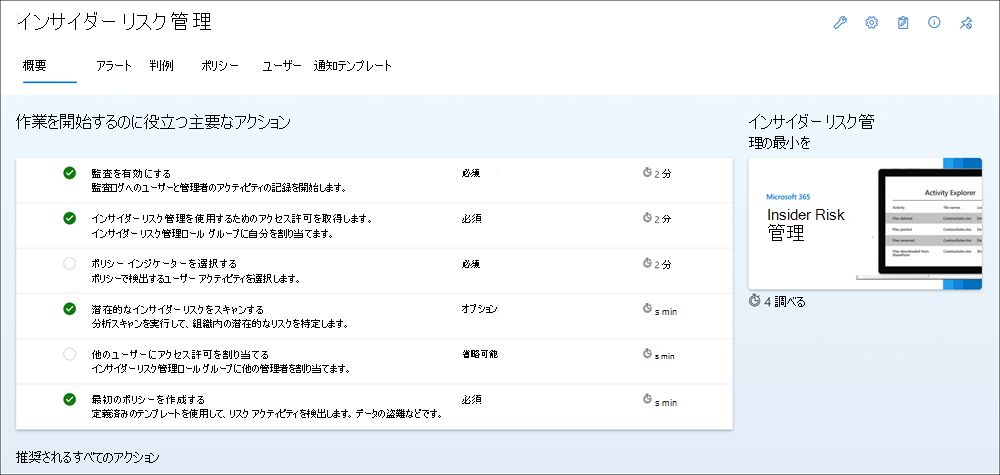 インサイダー リスク管理
概要 アラート 判例 ポリシー ユーザー 通知テンプレート
作業を開始するのに役立つ主要なアクション
監査を有効にする 必須 2 分
監査ログへのユーザーと管理者のアクティビティの記録を開始します。
インサイダー リスク管理を使用するためのアクセス許可を取得します。 必須 2 分
インサイダー リスク管理ロール グループに自分を割り当てます。
ポリシー インジケーターを選択する 必須 2 分
ポリシーで検出するユーザー アクティビティを選択します。
潜在的なインサイダー リスクをスキャンする オプション s min
分析スキャンを実行して、組織内の潜在的なリスクを特定します。
他のユーザーにアクセス許可を割り当てる 省略可能 s min
インサイダー リスク管理ロール グループに他の管理者を割り当てます。
最初のポリシーを作成する 必須 s min
定義済みのテンプレートを使用して、リスク アクティビティを検出します。データの盗難などです。
推奨されるすべてのアクション
インサイダー リスク管
理の最小を
Microsoft 365
Insider Risk
管理
Activity Explorer
Activity File names
Files deleted ContosoSales.xlsx
Files printed ContosoSales.xlsx
Files renamed ContosoSales.xlsx
Files downloaded from ContosoSales.xlsx
SharePoint
4 調べる